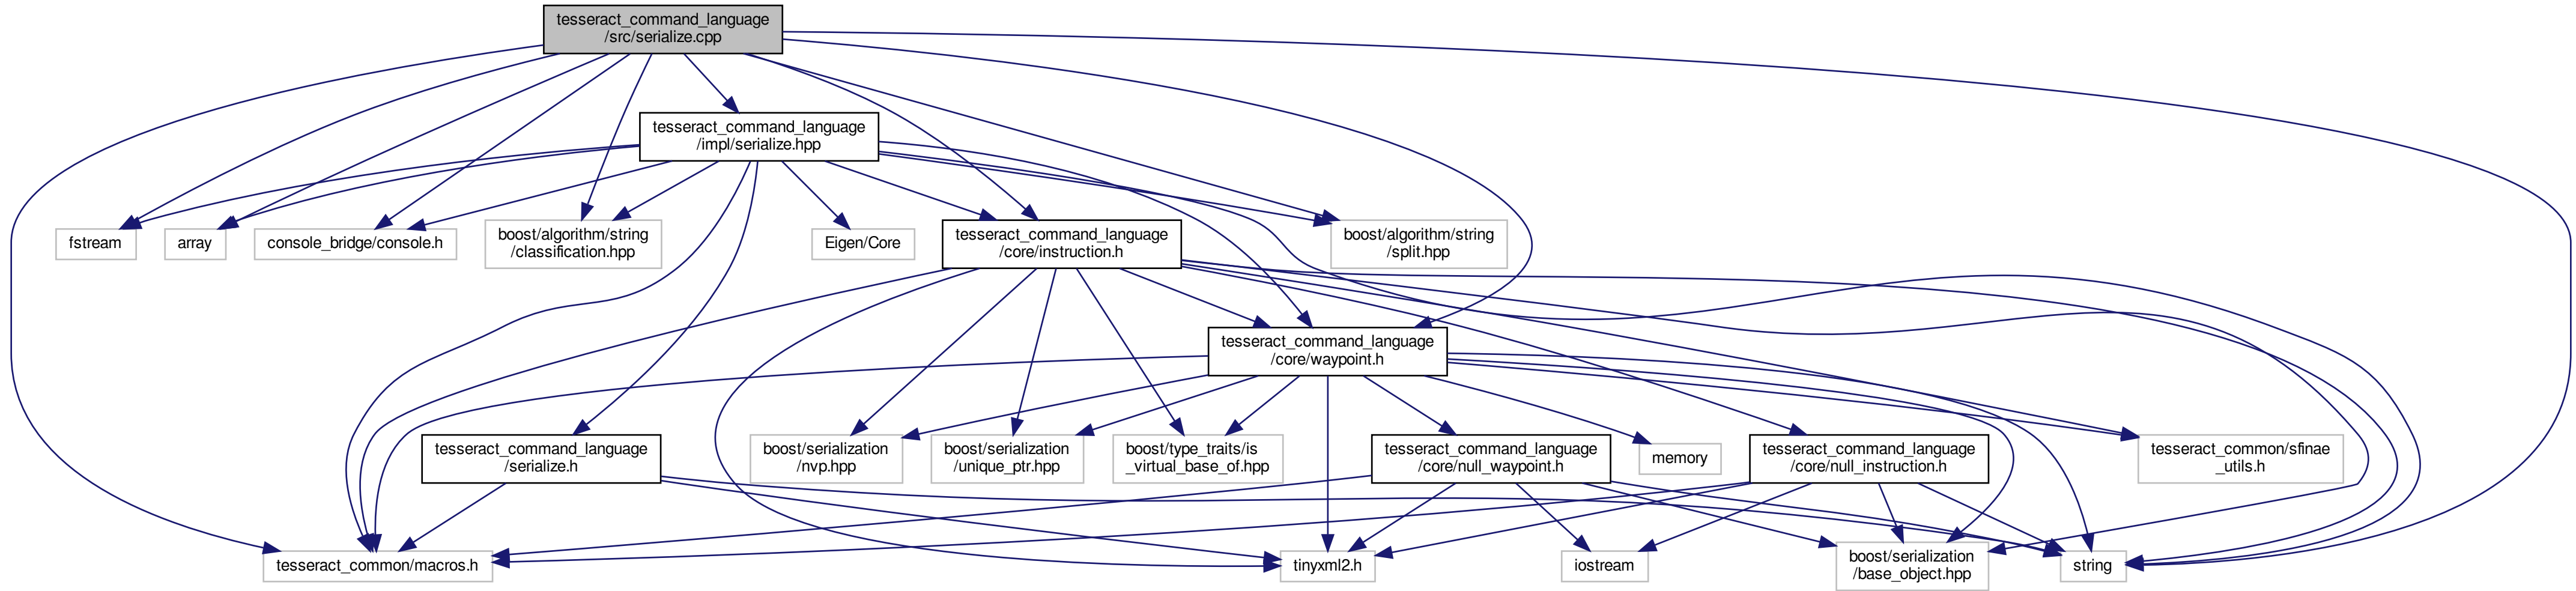 tesseract_command_language
/src/serialize.cpp
tesseract_command_language
/impl/serialize.hpp
fstream
array
console_bridge/console.h
boost/algorithm/string
/classification.hpp
Eigen/Core
tesseract_command_language
/core/instruction.h
boost/algorithm/string
/split.hpp
tesseract_command_language
/core/waypoint.h
tesseract_command_language
/serialize.h
boost/serialization
/nvp.hpp
boost/serialization
/unique_ptr.hpp
boost/type_traits/is
_virtual_base_of.hpp
tesseract_command_language
/core/null_waypoint.h
memory
tesseract_command_language
/core/null_instruction.h
tesseract_common/sfinae
_utils.h
tesseract_common/macros.h
tinyxml2.h
iostream
boost/serialization
/base_object.hpp
string